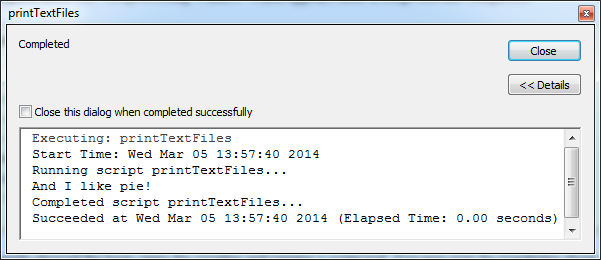 printTextFiles
Completed
Close
<< Details
Close this dialog when completed successfully
Executing: printTextFiles
Start Time: Wed Mar 05 13:57:40 2014
Running script printTextFiles...
And I like pie!
Completed script printTextFiles...
Succeeded at Wed Mar 05 13:57:40 2014 (Elapsed Time: 0.00 seconds)